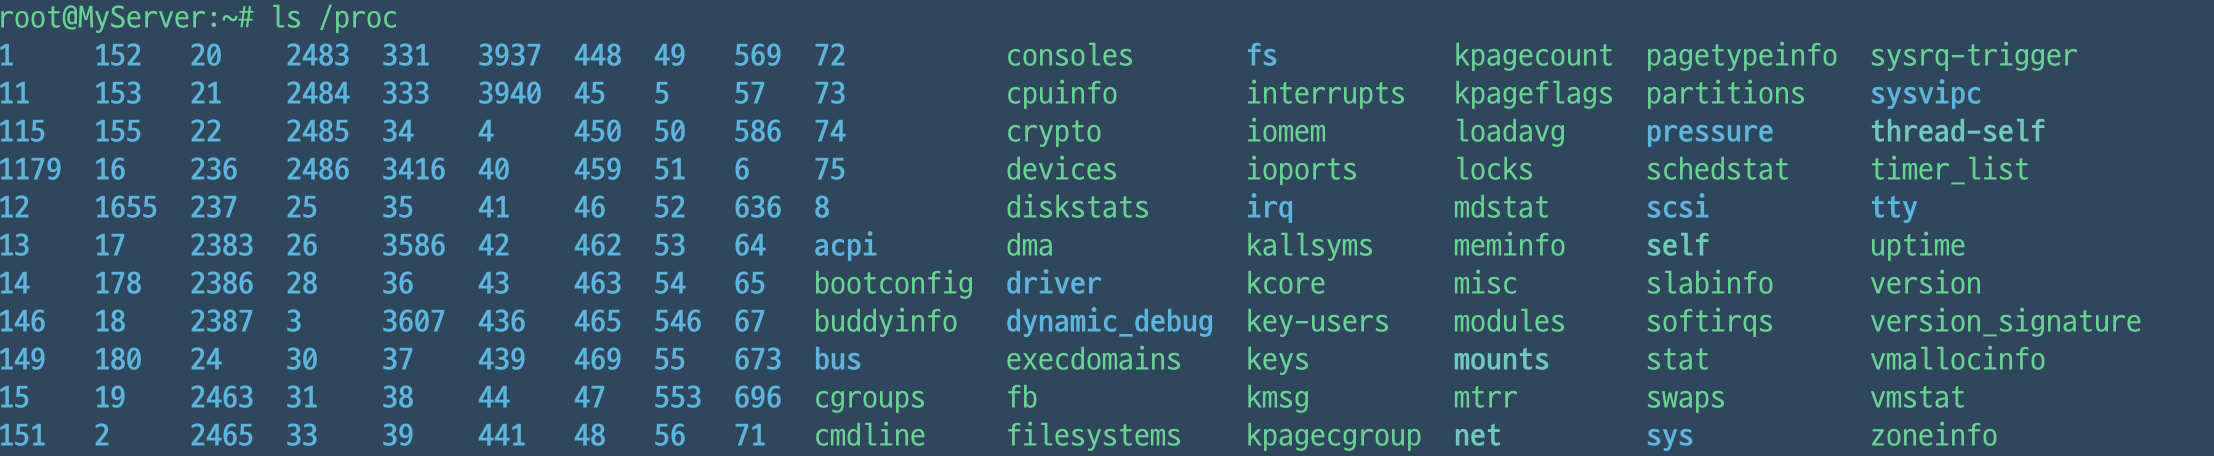 root@MyServer:~# ls /proc
1     152   20    2483  331   3937  448  49   569  72          consoles       fs           kpagecount  pagetypeinfo  sysrq-trigger
11    153   21    2484  333   3940  45   5    57   73          cpuinfo        interrupts   kpageflags  partitions    sysvipc
115   155   22    2485  34    4     450  50   586  74          crypto         iomem        loadavg     pressure      thread-self
1179  16    236   2486  3416  40    459  51   6    75          devices        ioports      locks       schedstat     timer_list
12    1655  237   25    35    41    46   52   636  8           diskstats      irq          mdstat      scsi          tty
13    17    2383  26    3586  42    462  53   64   acpi        dma            kallsyms     meminfo     self          uptime
14    178   2386  28    36    43    463  54   65   bootconfig  driver         kcore        misc        slabinfo      version
146   18    2387  3     3607  436   465  546  67   buddyinfo   dynamic_debug  key-users    modules     softirqs      version_signature
149   180   24    30    37    439   469  55   673  bus         execdomains    keys         mounts      stat          vmallocinfo
15    19    2463  31    38    44    47   553  696  cgroups     fb             kmsg         mtrr        swaps         vmstat
151   2     2465  33    39    441   48   56   71   cmdline     filesystems    kpagecgroup  net         sys           zoneinfo